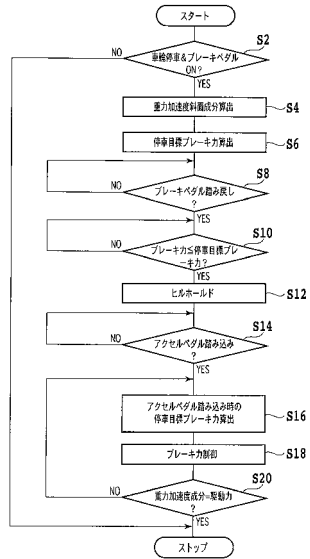 スタート
S2
車輪停車&ブレーキペダル
ON?
NO
YES
重力加速度斜面成分算出
S4
停車目標ブレーキ力算出
S6
S8
ブレーキペダル踏み戻し
?
NO
YES
S10
ブレーキ力≦停車目標ブレ
ーキ力?
NO
YES
ヒルホールド
S12
S14
アクセルペダル踏み込み
?
NO
YES
アクセルペダル踏み込み時の
停車目標ブレーキ力算出
S16
ブレーキ力制御
S18
S20
重力加速度成分=駆動力
?
NO
YES
ストップ